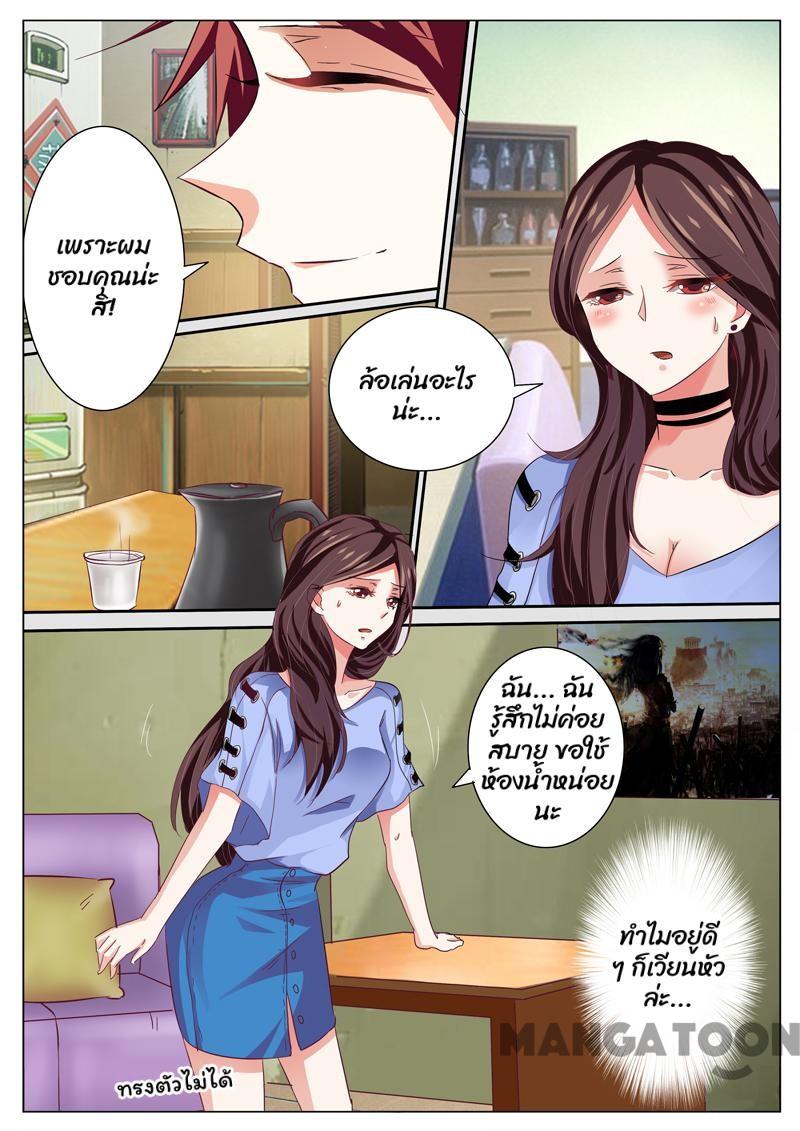 เพราะผม
ชอบคุณน่ะ
สิ!
ล้อเล่นอะไร
น่ะ...
ฉัน... ฉัน
รู้สึกไม่ค่อย
สบาย ขอใช้
ห้องน้ำหน่อย
นะ
ทำไมอยู่ดี
ๆ ก็เวียนหัว
ล่ะ...
ทรงตัวไม่ได้
MANGATOON